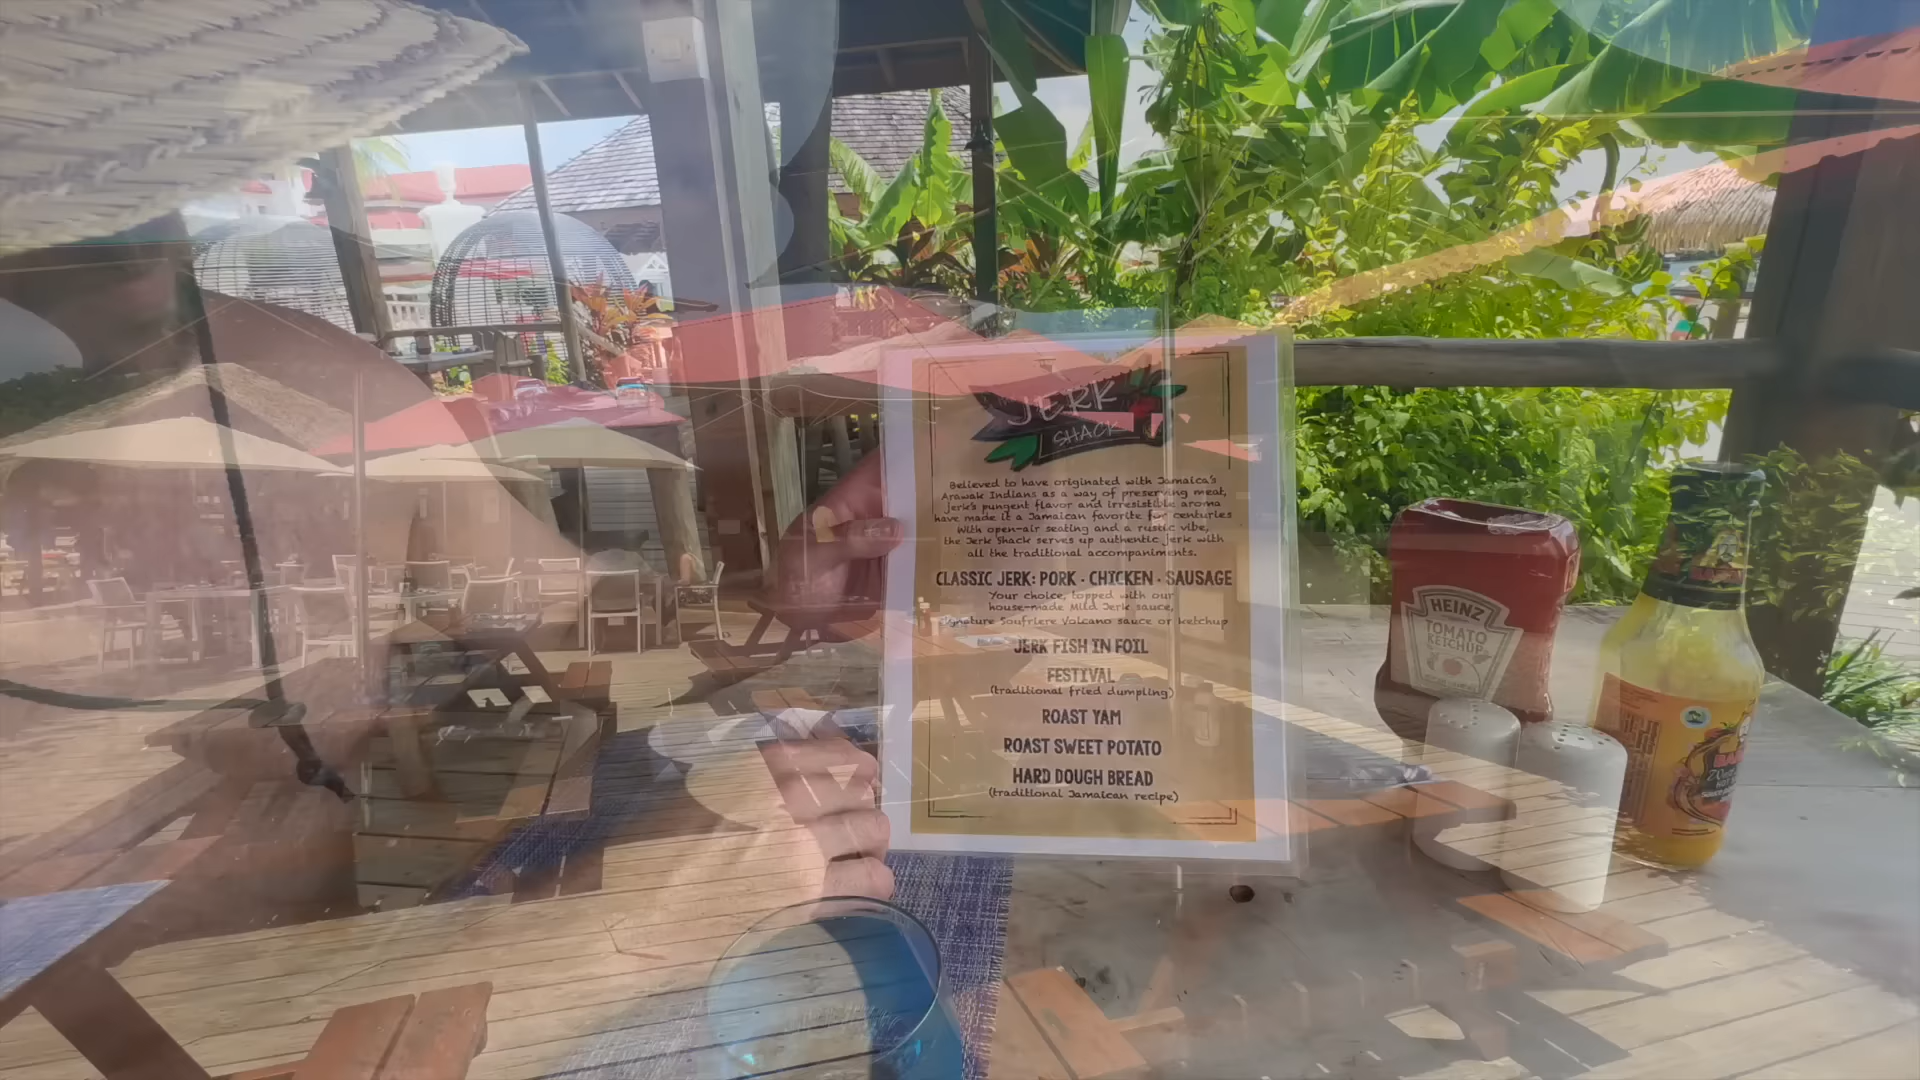 JERK
SHACK
Believed to have originated with Jamaica's
Arawak Indians as a way of preserving meat,
Jerk's pungent flavor and irresistible aroma
have made it a Jamaican favorite for centuries
With open-air seating and a rustic vibe,
the Jerk Shack serves up authentic jerk with
all the traditional accompaniments.
CLASSIC JERK: PORK · CHICKEN · SAUSAGE
Your choice, topped with our
house-made Mild Jerk sauce,
signature Soufriere Volcano sauce or ketchup
JERK FISH IN FOIL
FESTIVAL
(traditional fried dumpling)
ROAST YAM
ROAST SWEET POTATO
HARD DOUGH BREAD
(traditional Jamaican recipe)
HEINZ
TOMATO
KETCHUP